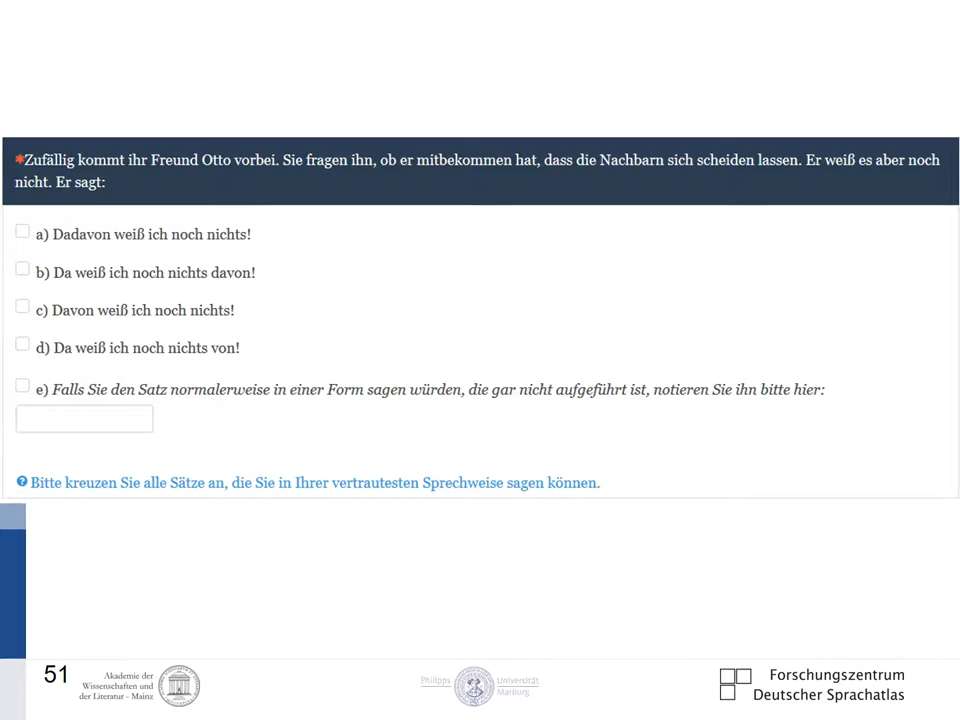 *Zufällig kommt ihr Freund Otto vorbei. Sie fragen ihn, ob er mitbekommen hat, dass die Nachbarn sich scheiden lassen. Er weiß es aber noch
nicht. Er sagt:
a) Dadavon weiß ich noch nichts!
b) Da weiß ich noch nichts davon!
c) Davon weiß ich noch nichts!
d) Da weiß ich noch nichts von!
e) Falls Sie den Satz normalerweise in einer Form sagen würden, die gar nicht aufgeführt ist, notieren Sie ihn bitte hier:
? Bitte kreuzen Sie alle Sätze an, die Sie in Ihrer vertrautesten Sprechweise sagen können.
51
Akademie der
Wissenschaften und
der Literatur - Mainz
Philipps Universität
Marburg
Forschungszentrum
Deutscher Sprachatlas